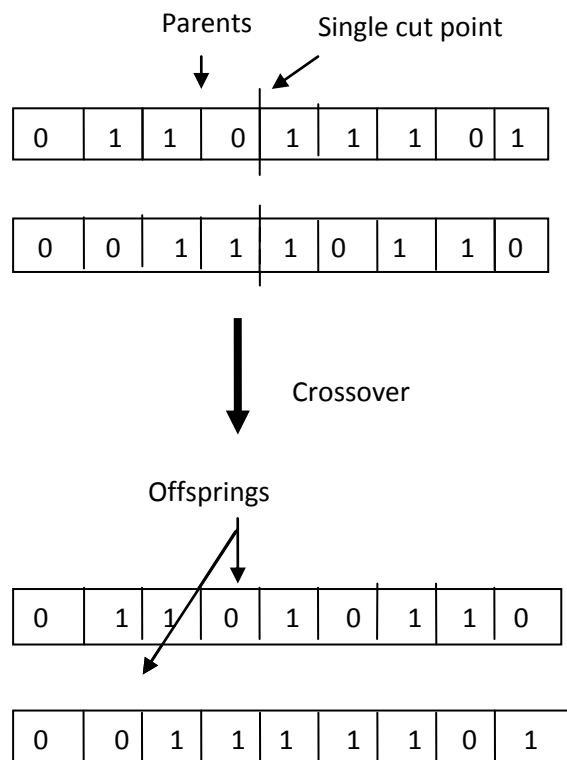 Parents Single cut point
0 1 1 0 1 1 1 0 1
0 0 1 1 1 0 1 1 0
Crossover
Offsprings
0 1 1 0 1 0 1 1 0
0 0 1 1 1 1 1 0 1